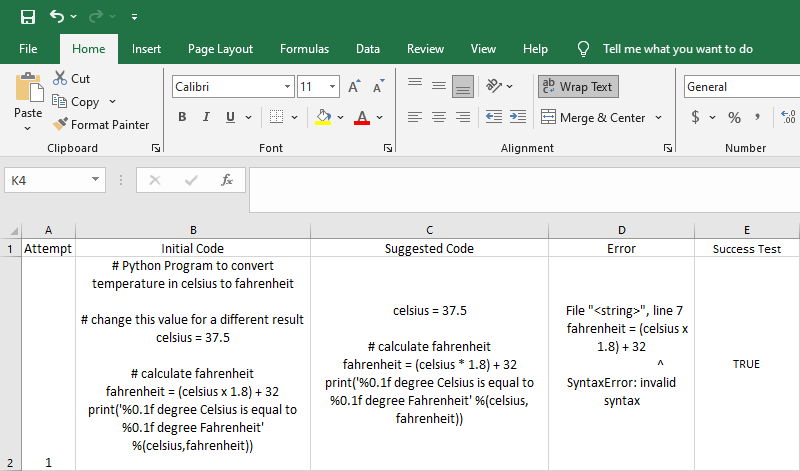 File Home Insert Page Layout Formulas Data Review View Help Tell me what you want to do
Paste
Cut
Copy
Format Painter
Clipboard
Calibri 11 A A
B I U A
Font
ab Wrap Text
Merge & Center
Alignment
General
$ % , .00
Number
K4 fx
A B C D E
1 Attempt Initial Code Suggested Code Error Success Test
# Python Program to convert
temperature in celsius to fahrenheit
# change this value for a different result
celsius = 37.5
# calculate fahrenheit
fahrenheit = (celsius x 1.8) + 32
print('%0.1f degree Celsius is equal to
%0.1f degree Fahrenheit'
%(celsius,fahrenheit))
celsius = 37.5
# calculate fahrenheit
fahrenheit = (celsius * 1.8) + 32
print('%0.1f degree Celsius is equal to
%0.1f degree Fahrenheit' %(celsius,
fahrenheit))
File "<string>", line 7
fahrenheit = (celsius x
1.8) + 32
^
SyntaxError: invalid
syntax
TRUE
2 1